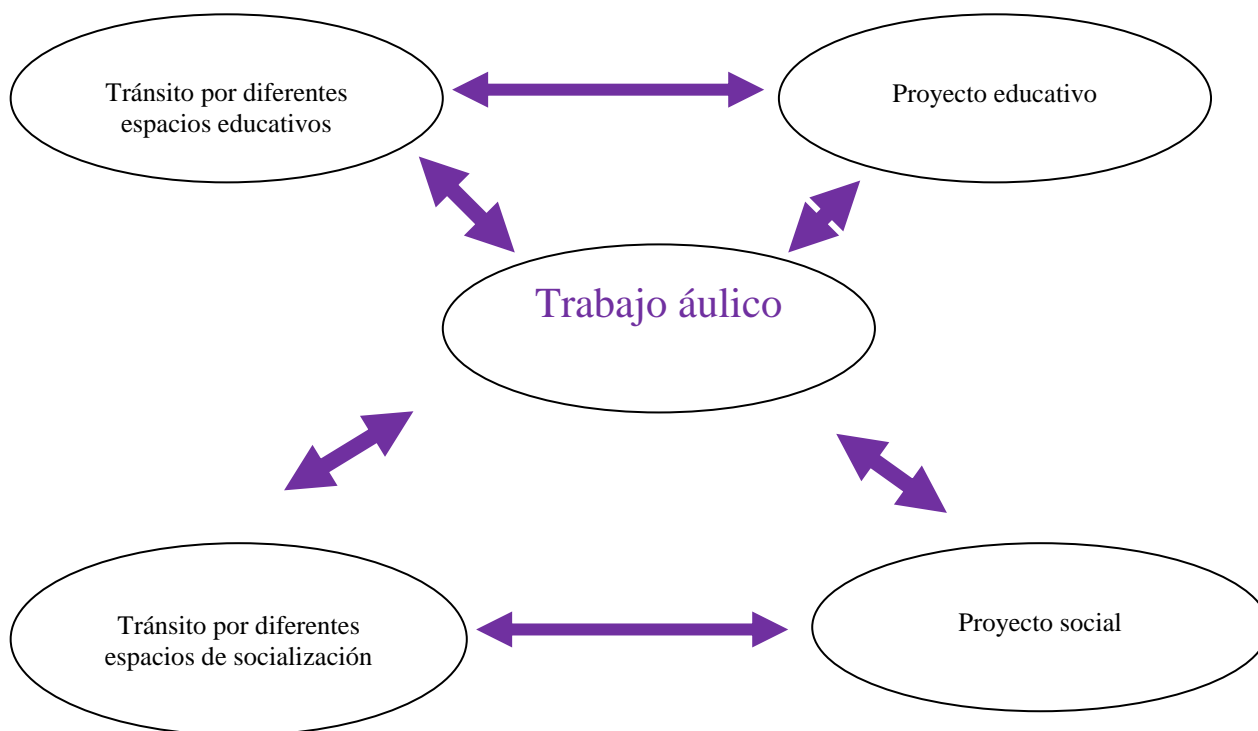 Tránsito por diferentes
espacios educativos
Proyecto educativo
Trabajo áulico
Tránsito por diferentes
espacios de socialización
Proyecto social